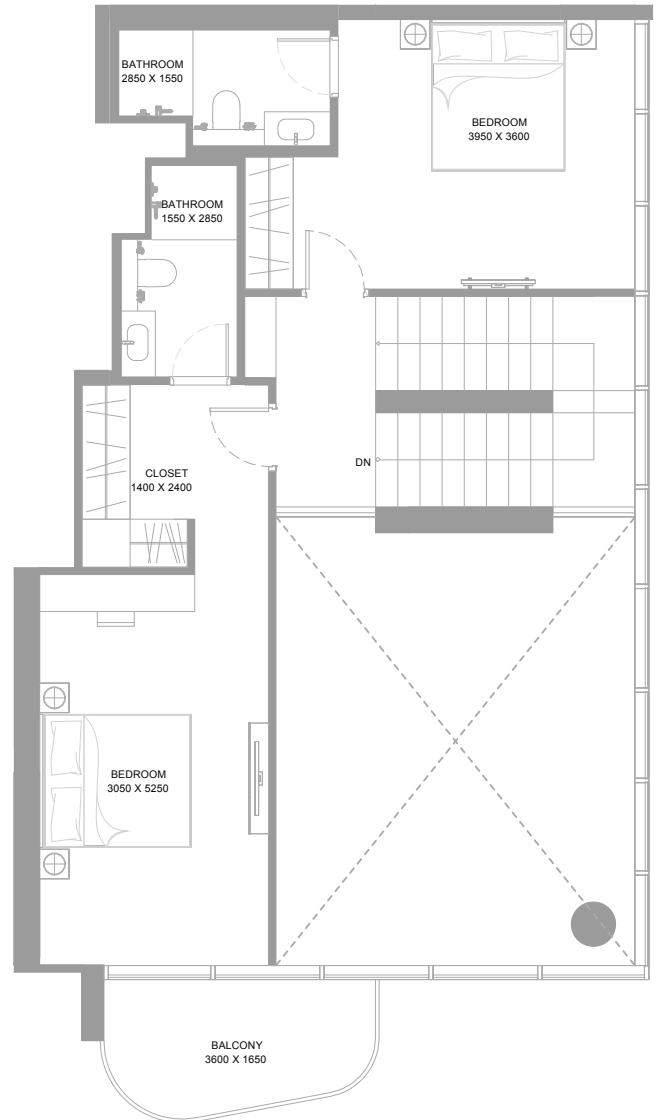 BATHROOM
2850 X 1550
BEDROOM
3950 X 3600
BATHROOM
1550 X 2850
DN
CLOSET
1400 X 2400
BEDROOM
3050 X 5250
BALCONY
3600 X 1650